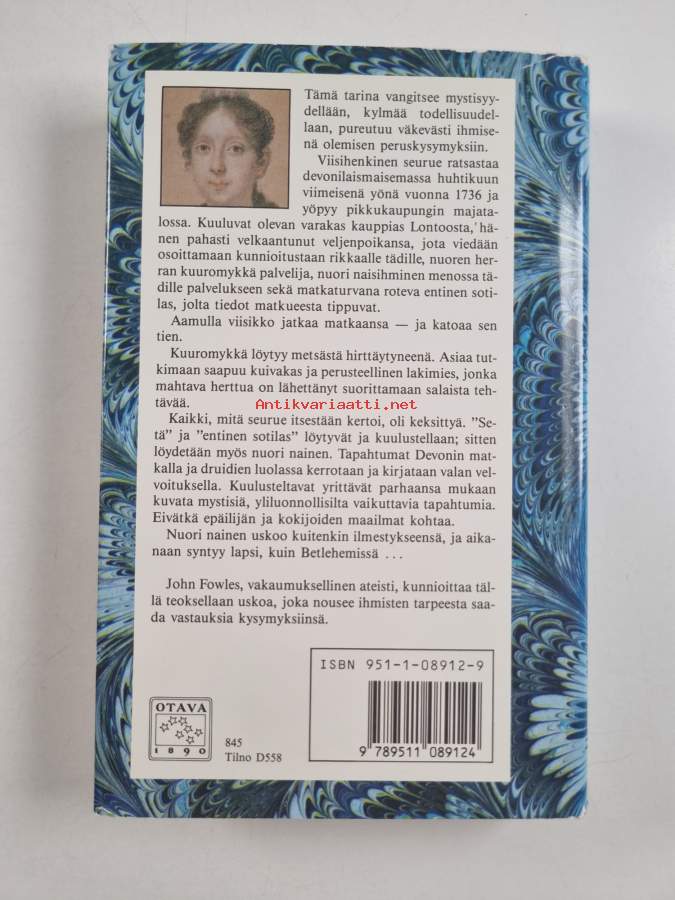 Tämä tarina vangitsee mystisyy-
dellään, kylmää todellisuudel-
laan, pureutuu väkevästi ihmise-
nä olemisen peruskysymyksiin.
Viisihenkinen seurue ratsastaa
devonilaismaisemassa huhtikuun
viimeisenä yönä vuonna 1736 ja
yöpyy pikkukaupungin majata-
lossa. Kuuluvat olevan varakas kauppias Lontoosta, hä-
nen pahasti velkaantunut veljenpoikansa, jota viedään
osoittamaan kunnioitustaan rikkaalle tädille, nuoren her-
ran kuuromykkä palvelija, nuori naisihminen menossa tä-
dille palvelukseen sekä matkaturvana roteva entinen soti-
las, jolta tiedot matkueesta tippuvat.
Aamulla viisikko jatkaa matkaansa — ja katoaa sen
tien.
Kuuromykkä löytyy metsästä hirttäytyneenä. Asiaa tut-
kimaan saapuu kuivakas ja perusteellinen lakimies, jonka
mahtava herttua on lähettänyt suorittamaan salaista teh-
tävää.
Antikvariaatti.net
Kaikki, mitä seurue itsestään kertoi, oli keksittyä. ”Se-
tä” ja ”entinen sotilas” löytyvät ja kuulustellaan; sitten
löydetään myös nuori nainen. Tapahtumat Devonin mat-
kalla ja druidien luolassa kerrotaan ja kirjataan valan vel-
voituksella. Kuulusteltavat yrittävät parhaansa mukaan
kuvata mystisiä, yliluonnollisilta vaikuttavia tapahtumia.
Eivätkä epäilijän ja kokijoiden maailmat kohtaa.
Nuori nainen uskoo kuitenkin ilmestykseensä, ja aika-
naan syntyy lapsi, kuin Betlehemissä . . .
John Fowles, vakaumuksellinen ateisti, kunnioittaa täl-
lä teoksellaan uskoa, joka nousee ihmisten tarpeesta saa-
da vastauksia kysymyksiinsä.
ISBN 951-1-08912-9
OTAVA
1890
845
Tilno D558
9 789511 089124